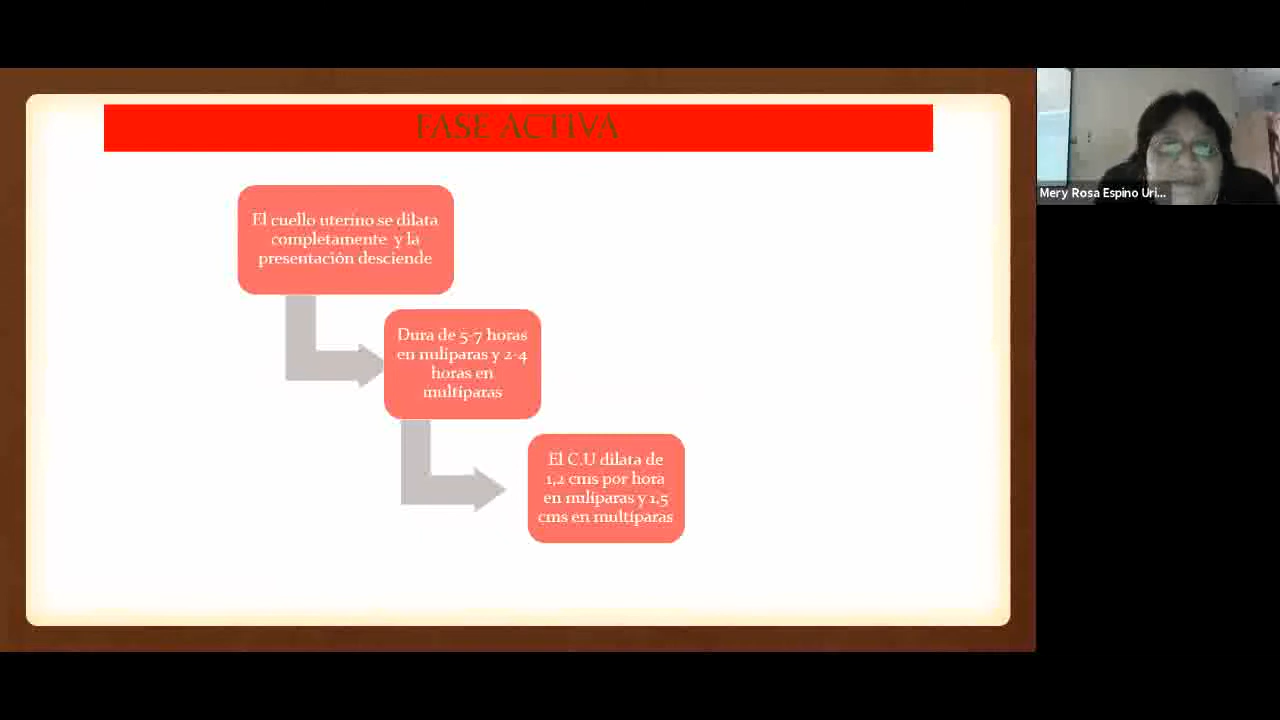 FASE ACTIVA
El cuello uterino se dilata
completamente y la
presentación desciende
Dura de 5-7 horas
en nulíparas y 2-4
horas en
multíparas
El C.U dilata de
1,2 cms por hora
en nulíparas y 1,5
cms en multíparas
Mery Rosa Espino Uri...